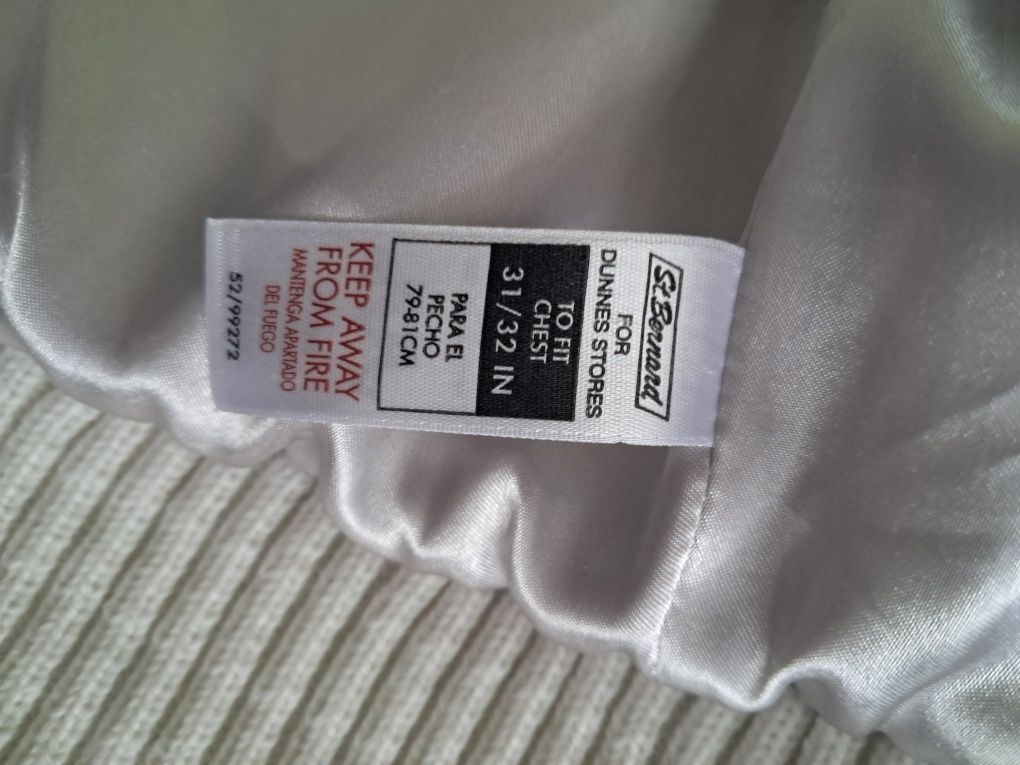 St Bernard
FOR
DUNNES STORES
TO FIT
CHEST
31/32 IN
PARA EL
PECHO
79-81CM
KEEP AWAY
FROM FIRE
MANTENGA APARTADO
DEL FUEGO
52/99272